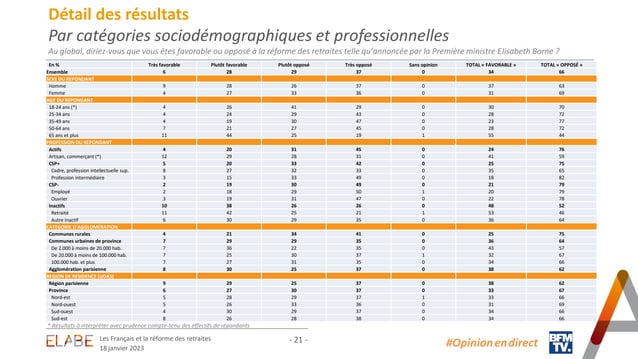 Détail des résultats
Par catégories sociodémographiques et professionnelles
Au global, diriez-vous que vous êtes favorable ou opposé à la réforme des retraites telle qu'annoncée par la Première ministre Elisabeth Borne ?
En % Très favorable Plutôt favorable Plutôt opposé Très opposé Sans opinion TOTAL « FAVORABLE » TOTAL « OPPOSÉ »
Ensemble 6 28 29 37 0 34 66
SEXE DU REPONDANT
Homme 9 28 26 37 0 37 63
Femme 4 27 33 36 0 31 69
AGE DU REPONDANT
18-24 ans (*) 4 26 41 29 0 30 70
25-34 ans 4 24 29 43 0 28 72
35-49 ans 4 19 30 47 0 23 77
50-64 ans 7 21 27 45 0 28 72
65 ans et plus 11 44 25 19 1 55 44
PROFESSION DU REPONDANT
Actifs 4 20 31 45 0 24 76
Artisan, commerçant (*) 12 29 28 31 0 41 59
CSP+ 5 20 33 42 0 25 75
Cadre, profession intellectuelle sup. 8 27 32 33 0 35 65
Profession intermédiaire 3 15 33 49 0 18 82
CSP- 2 19 30 49 0 21 79
Employé 2 18 29 50 1 20 79
Ouvrier 3 19 31 47 0 22 78
Inactifs 10 38 26 26 0 48 52
Retraité 11 42 25 21 1 53 46
Autre inactif 6 30 29 35 0 36 64
CATEGORIE D'AGGLOMERATION
Communes rurales 4 21 34 41 0 25 75
Communes urbaines de province 7 29 29 35 0 36 64
De 2.000 à moins de 20.000 hab. 7 36 22 35 0 43 57
De 20.000 à moins de 100.000 hab. 7 25 30 37 1 32 67
100.000 hab. et plus 7 27 31 35 0 34 66
Agglomération parisienne 8 30 25 37 0 38 62
REGION DE RESIDENCE (UDA5)
Région parisienne 9 29 25 37 0 38 62
Province 6 27 30 37 0 33 67
Nord-est 5 28 29 37 1 33 66
Nord-ouest 5 26 33 36 0 31 69
Sud-ouest 4 30 29 37 0 34 66
Sud-est 8 26 28 38 0 34 66
* Résultats à interpréter avec prudence compte-tenu des effectifs de répondants
ELABE
Les Français et la réforme des retraites
18 janvier 2023
- 21 -
#Opinion en direct
BFM
TV.